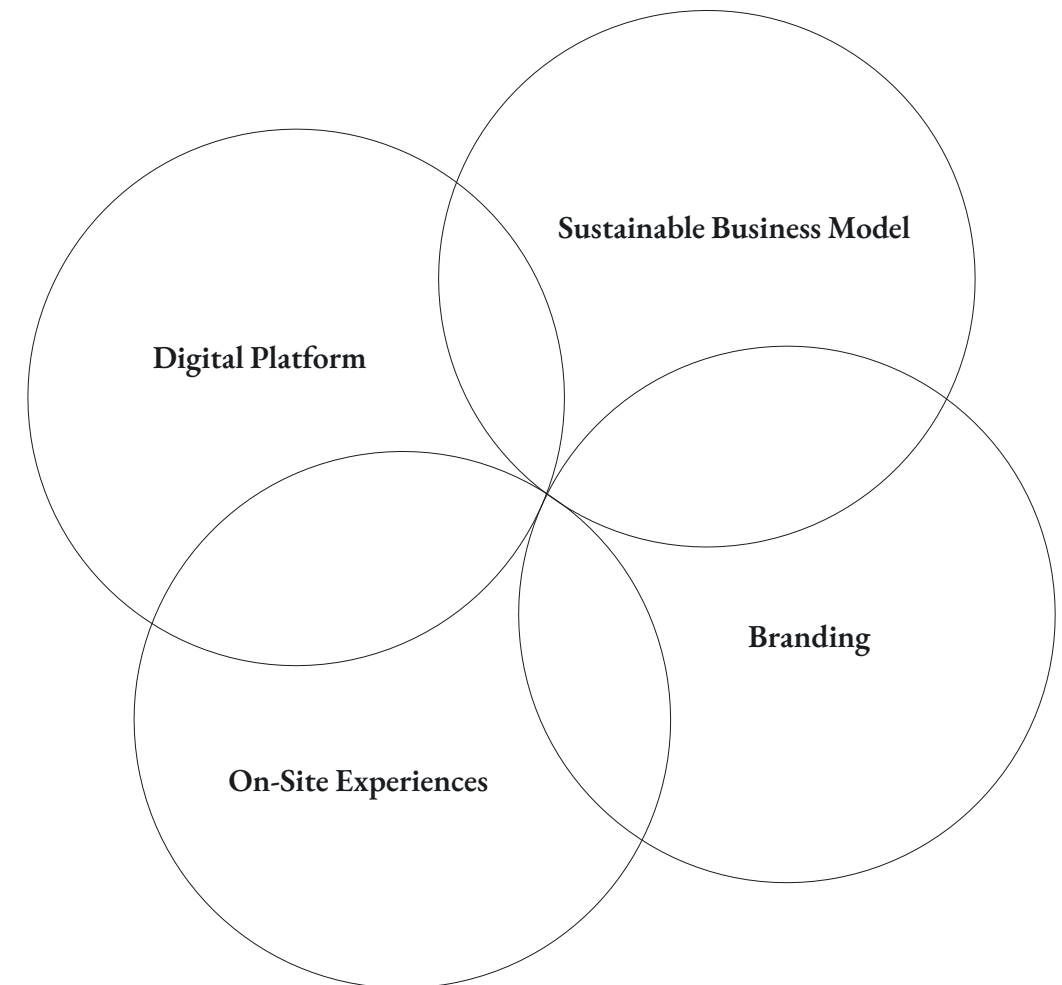 Sustainable Business Model
Digital Platform
Branding
On-Site Experiences